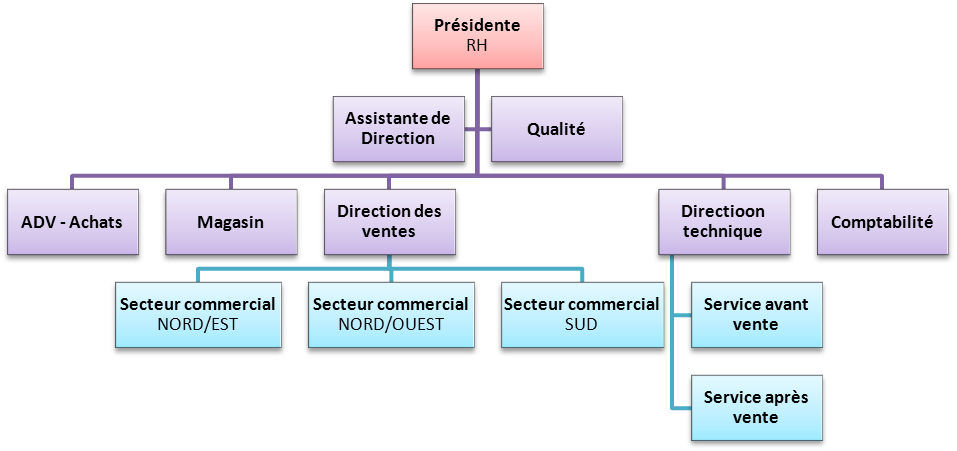 Présidente
RH
Assistante de
Direction
Qualité
ADV - Achats
Magasin
Direction des
ventes
Directioon
technique
Comptabilité
Secteur commercial
NORD/EST
Secteur commercial
NORD/OUEST
Secteur commercial
SUD
Service avant
vente
Service après
vente